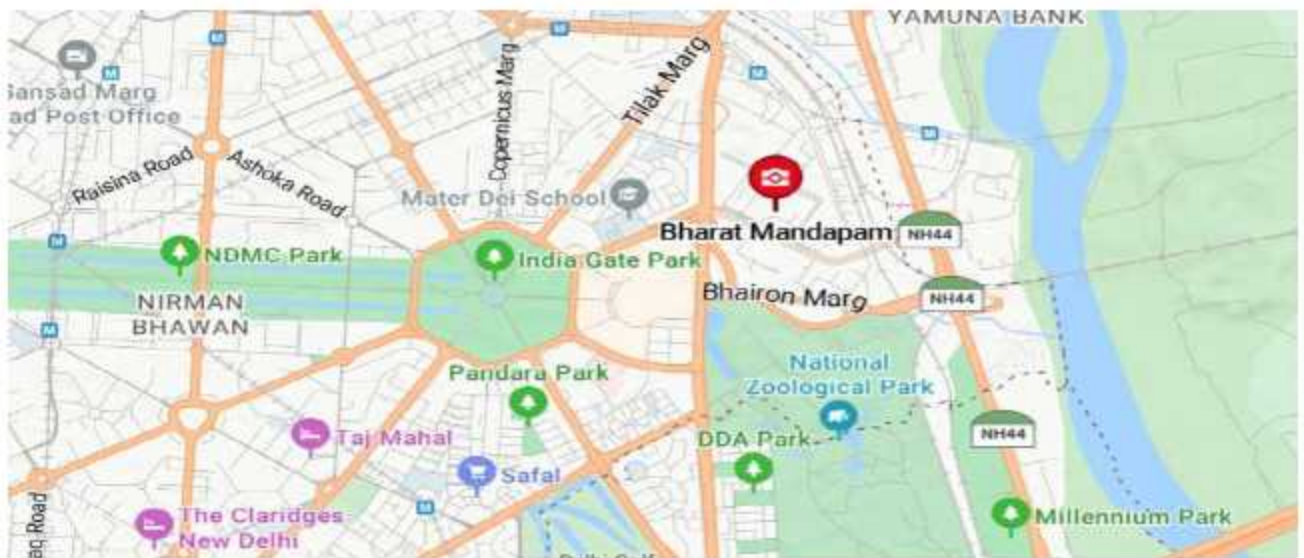 YAMUNA BANK
Sansad Marg
ad Post Office
Copernicus Marg
Tilak Marg
Raisina Road
Ashoka Road
Mater Dei School
Bharat Mandapam
NH44
NDMC Park
India Gate Park
NIRMAN
BHAWAN
Bhairon Marg
NH44
National
Zoological Park
Pandara Park
Taj Mahal
DDA Park
NH44
Safal
The Claridges
New Delhi
Millennium Park
aq Road
M
M
M
M
M
M
M
M